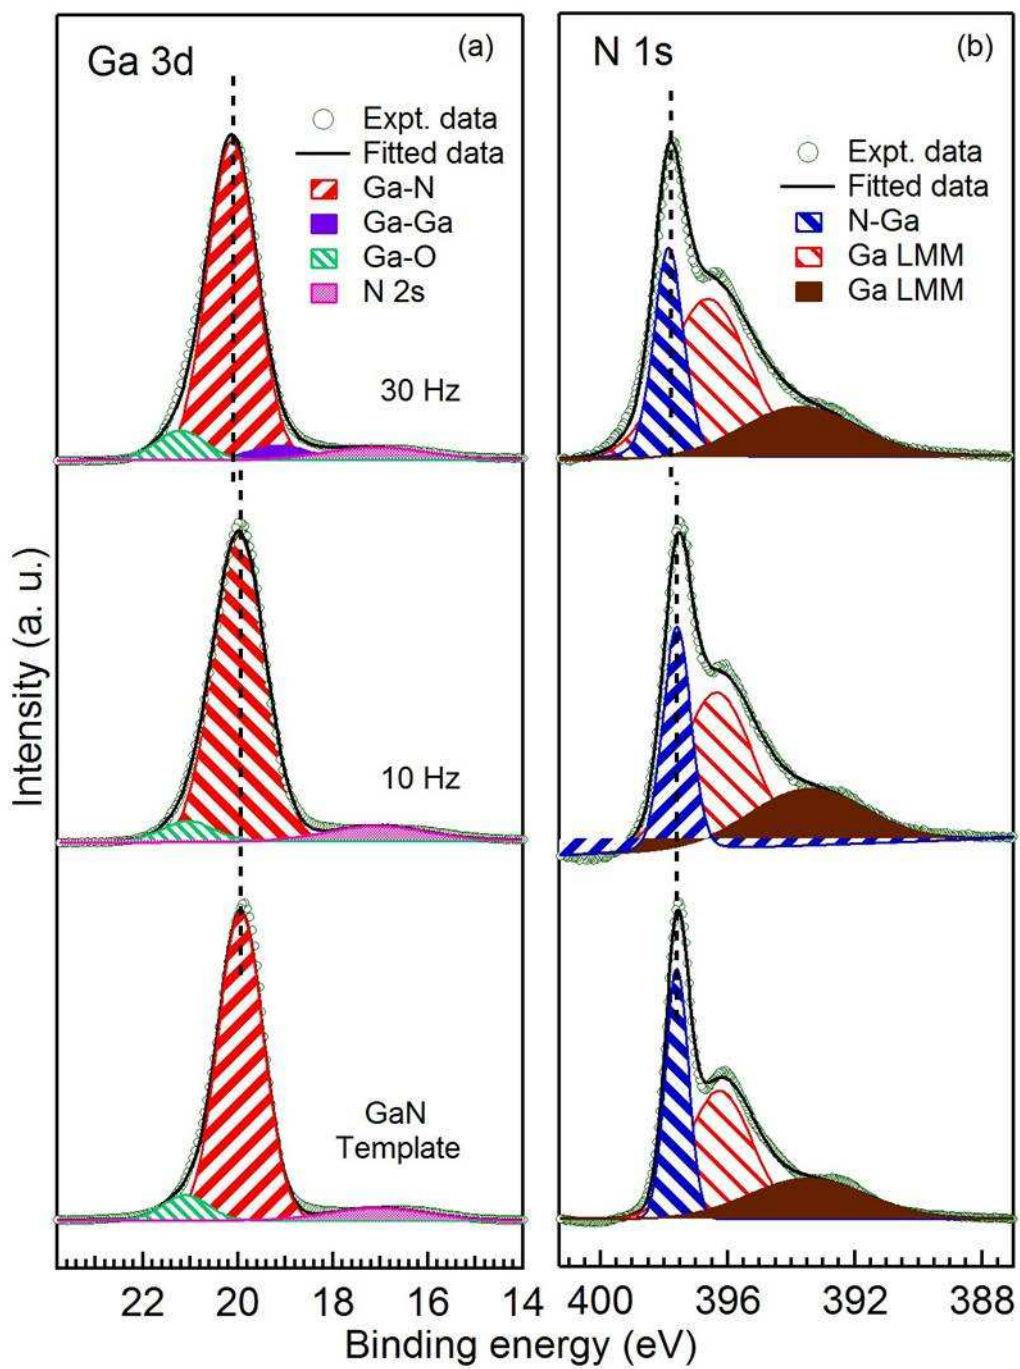 Ga 3d
(a)
Expt. data
Fitted data
Ga-N
Ga-Ga
Ga-O
N 2s
30 Hz
10 Hz
GaN
Template
N 1s
(b)
Expt. data
Fitted data
N-Ga
Ga LMM
Ga LMM
Intensity (a. u.)
22 20 18 16 14
400 396 392 388
Binding energy (eV)